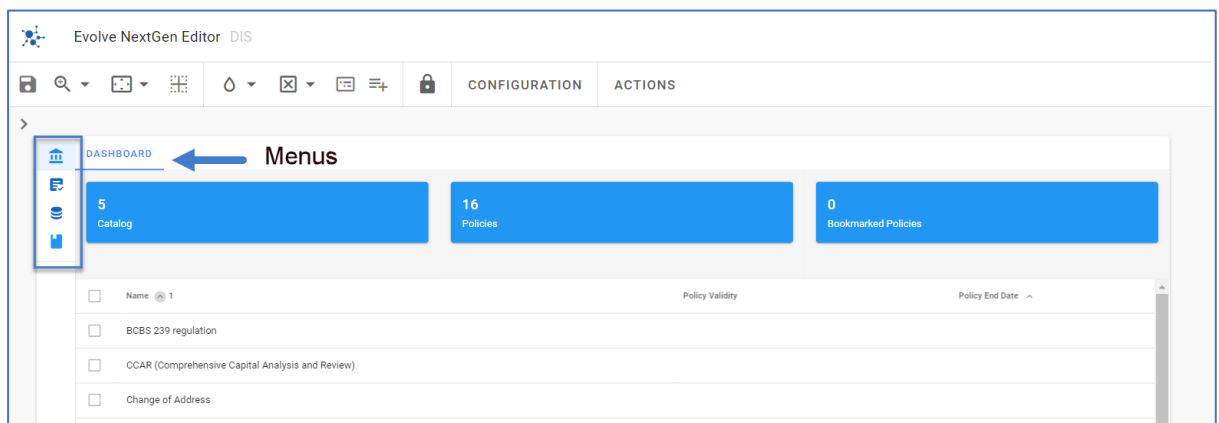 Evolve NextGen Editor DIS
CONFIGURATION ACTIONS
DASHBOARD Menus
5 16 0
Catalog Policies Bookmarked Policies
Name 1 Policy Validity Policy End Date
BCBS 239 regulation
CCAR (Comprehensive Capital Analysis and Review)
Change of Address